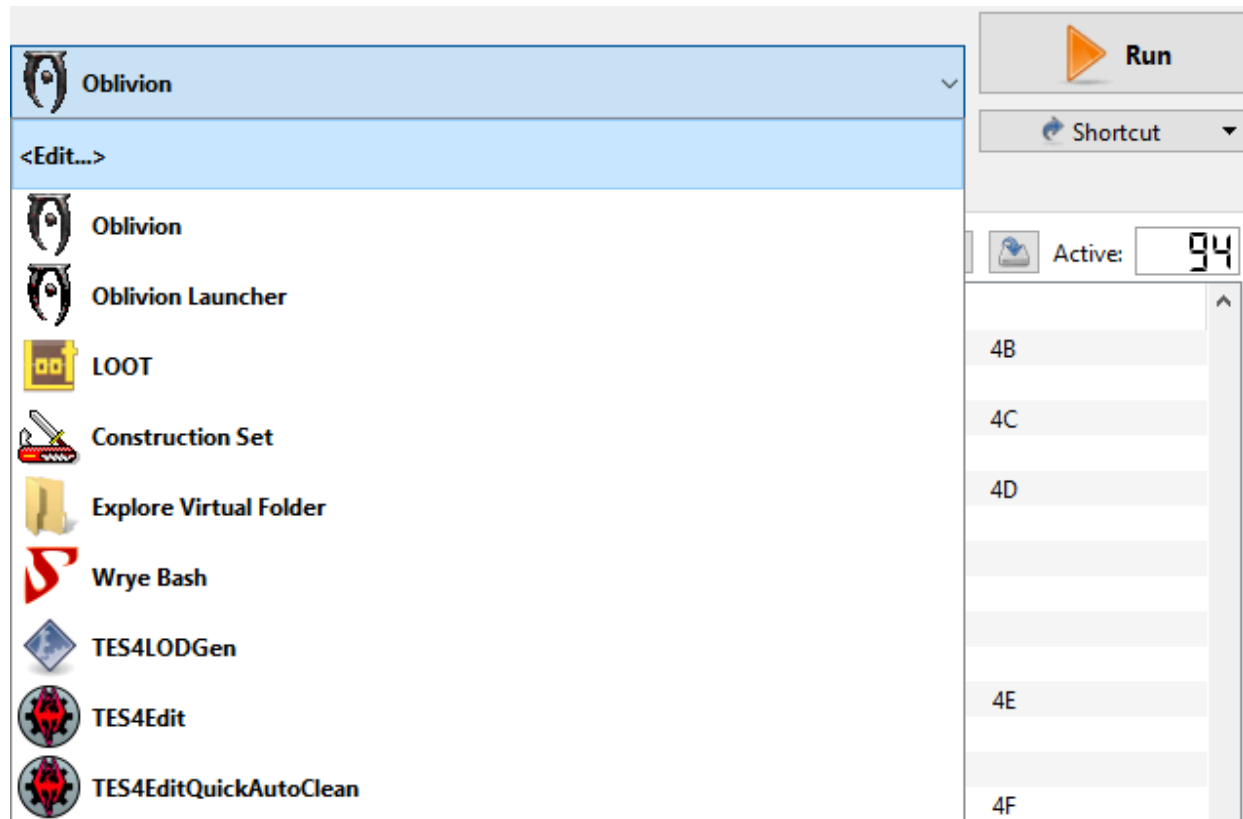 Oblivion
Run
Shortcut
<Edit...>
Oblivion
Active: 94
Oblivion Launcher
LOOT
4B
Construction Set
4C
Explore Virtual Folder
4D
Wrye Bash
TES4LODGen
TES4Edit
4E
TES4EditQuickAutoClean
4F